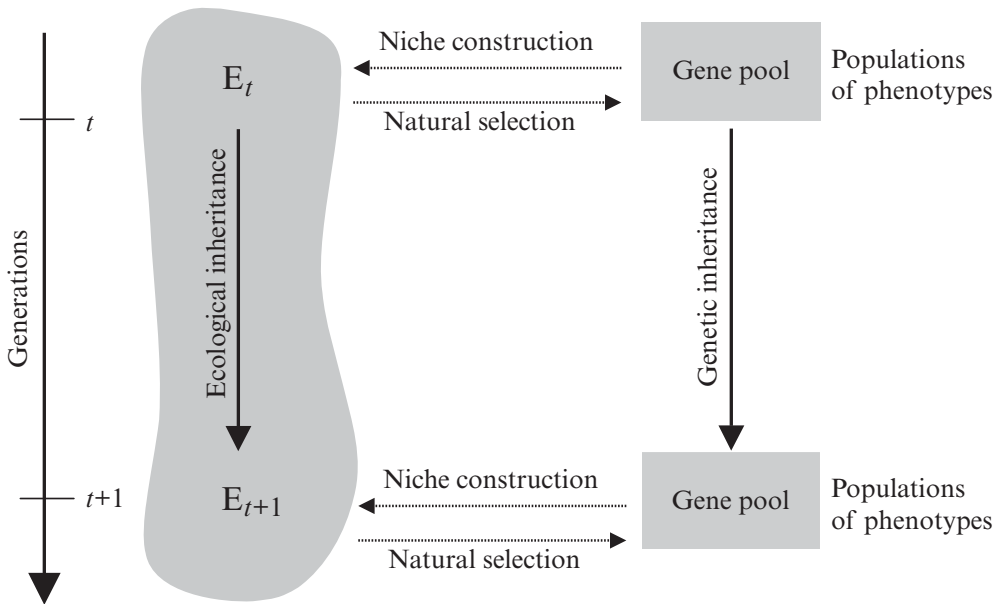 Niche construction
E_t
Gene pool
Populations
of phenotypes
Natural selection
t
Generations
Ecological inheritance
Genetic inheritance
Niche construction
t+1
E_{t+1}
Gene pool
Populations
of phenotypes
Natural selection